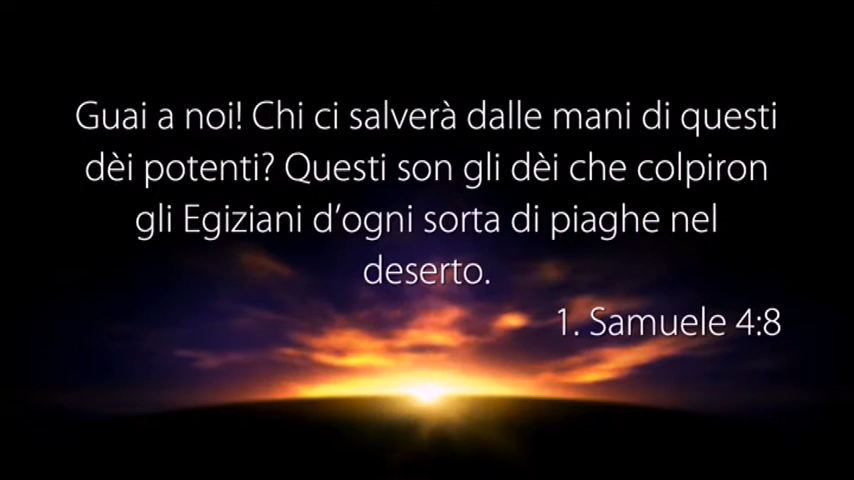 Guai a noi! Chi ci salverà dalle mani di questi
dèi potenti? Questi son gli dèi che colpiron
gli Egiziani d’ogni sorta di piaghe nel
deserto.
1. Samuele 4:8